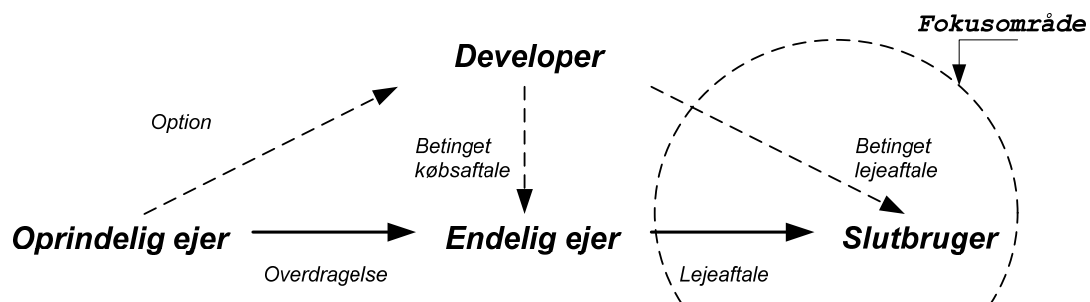 Fokusområde
Developer
Option
Betinget
købsaftale
Betinget
lejeaftale
Oprindelig ejer
Endelig ejer
Slutbruger
Overdragelse
Lejeaftale